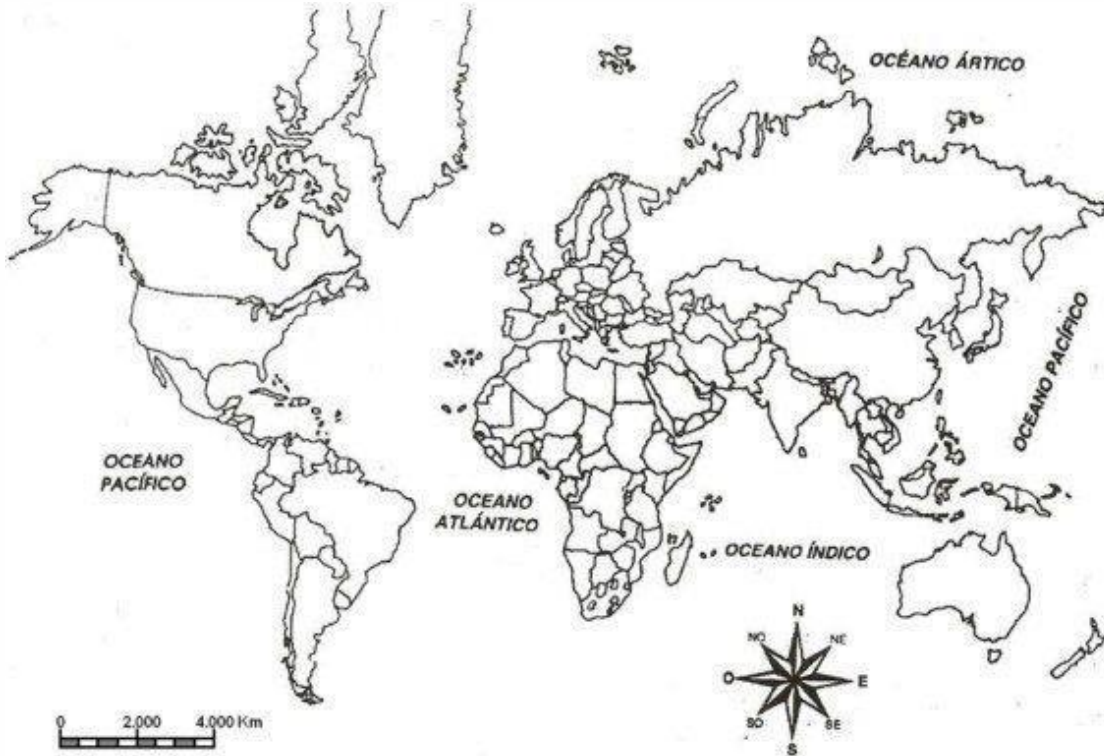 OCÉANO ÁRTICO
OCEANO PACÍFICO
OCEANO
PACÍFICO
OCEANO
ATLÁNTICO
OCEANO ÍNDICO
N
NO
NE
O
E
SO
SE
S
0
2.000
4.000 Km